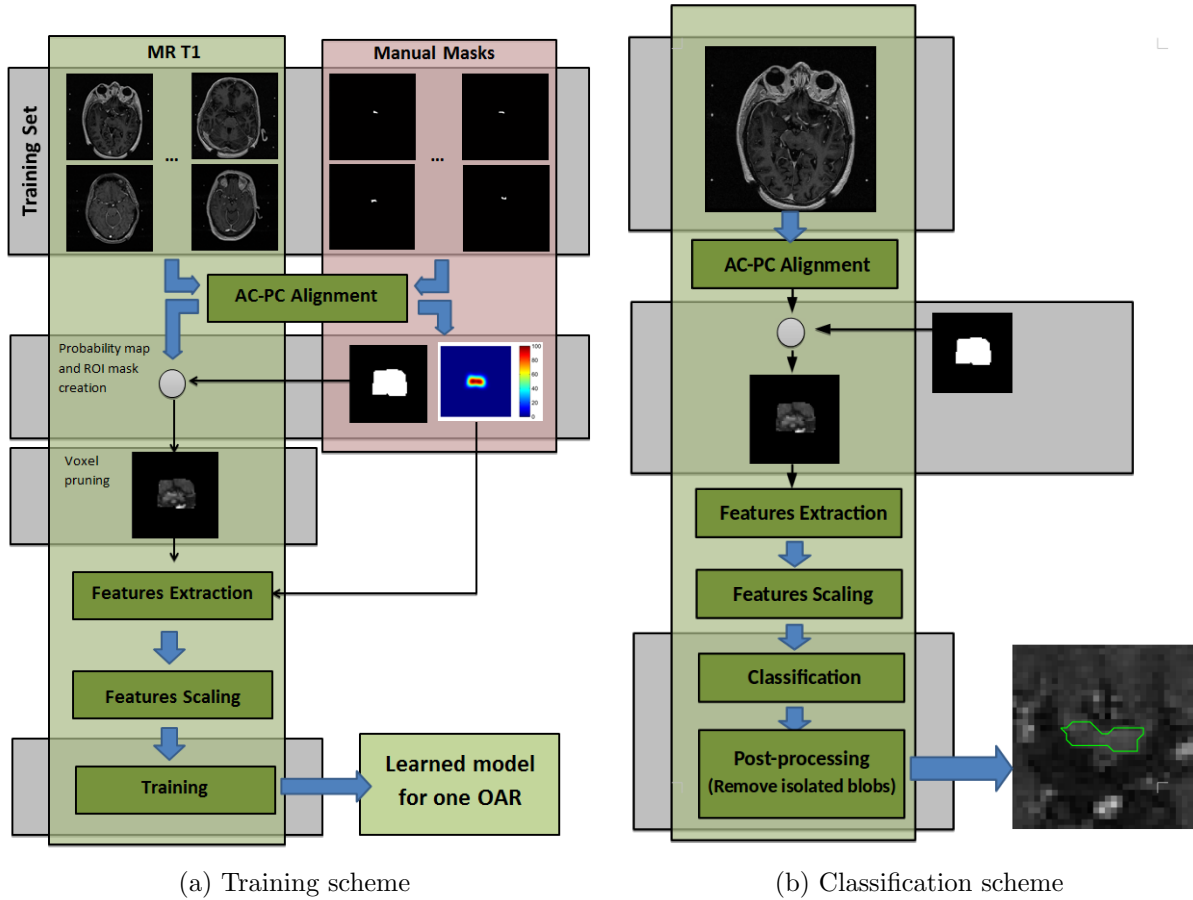 MR T1
Manual Masks
Training Set
...
...
AC-PC Alignment
Probability map
and ROI mask
creation
100
80
60
40
20
0
Voxel
pruning
Features Extraction
Features Scaling
Training
Learned model
for one OAR
(a) Training scheme
AC-PC Alignment
Features Extraction
Features Scaling
Classification
Post-processing
(Remove isolated blobs)
(b) Classification scheme